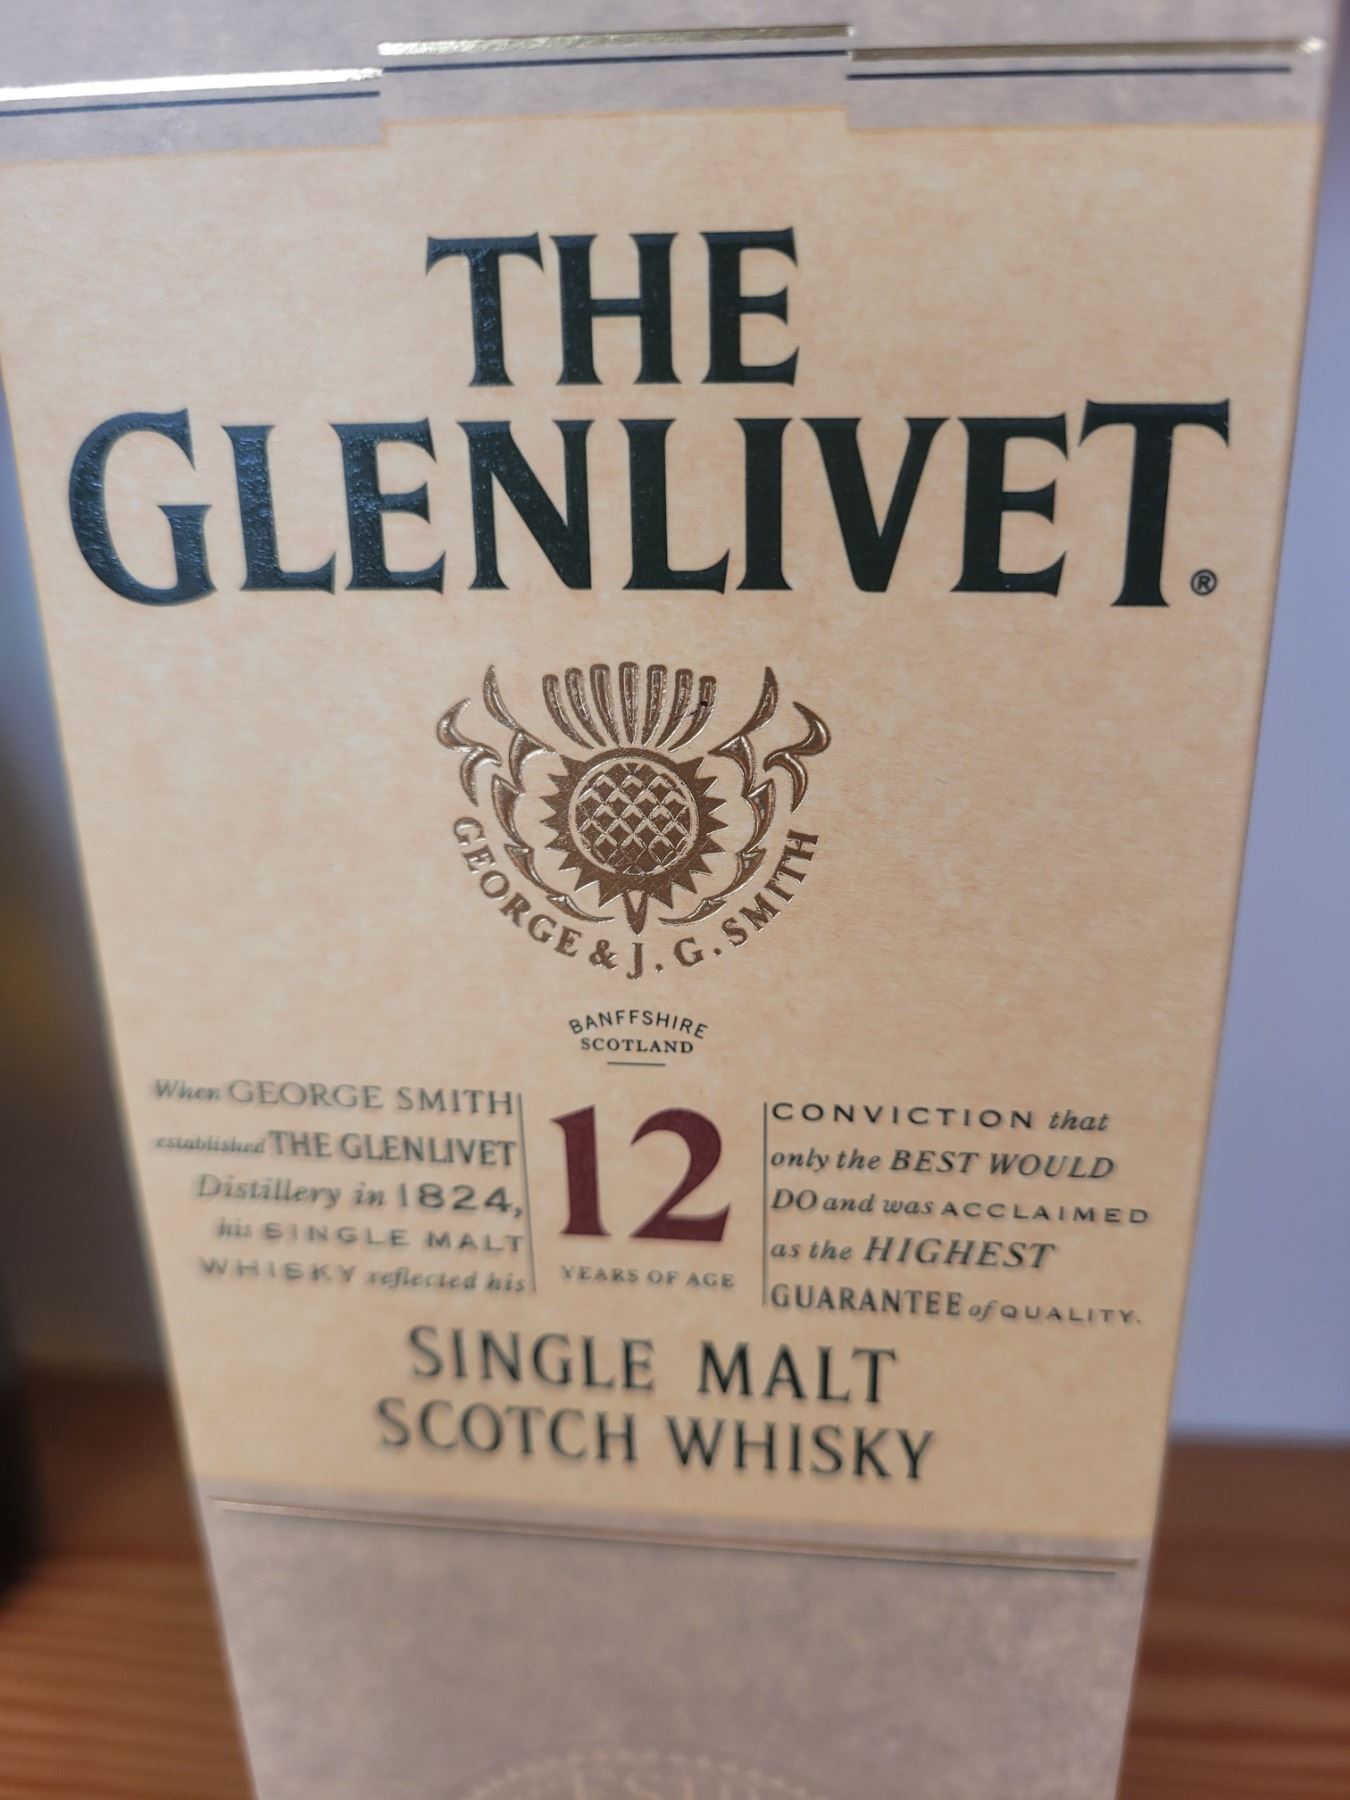 THE
GLENLIVET®
GEORGE & J. G. SMITH
BANFFSHIRE
SCOTLAND
When GEORGE SMITH
established THE GLENLIVET
Distillery in 1824,
his SINGLE MALT
WHISKY reflected his
12
YEARS OF AGE
CONVICTION that
only the BEST WOULD
DO and was ACCLAIMED
as the HIGHEST
GUARANTEE of QUALITY.
SINGLE MALT
SCOTCH WHISKY